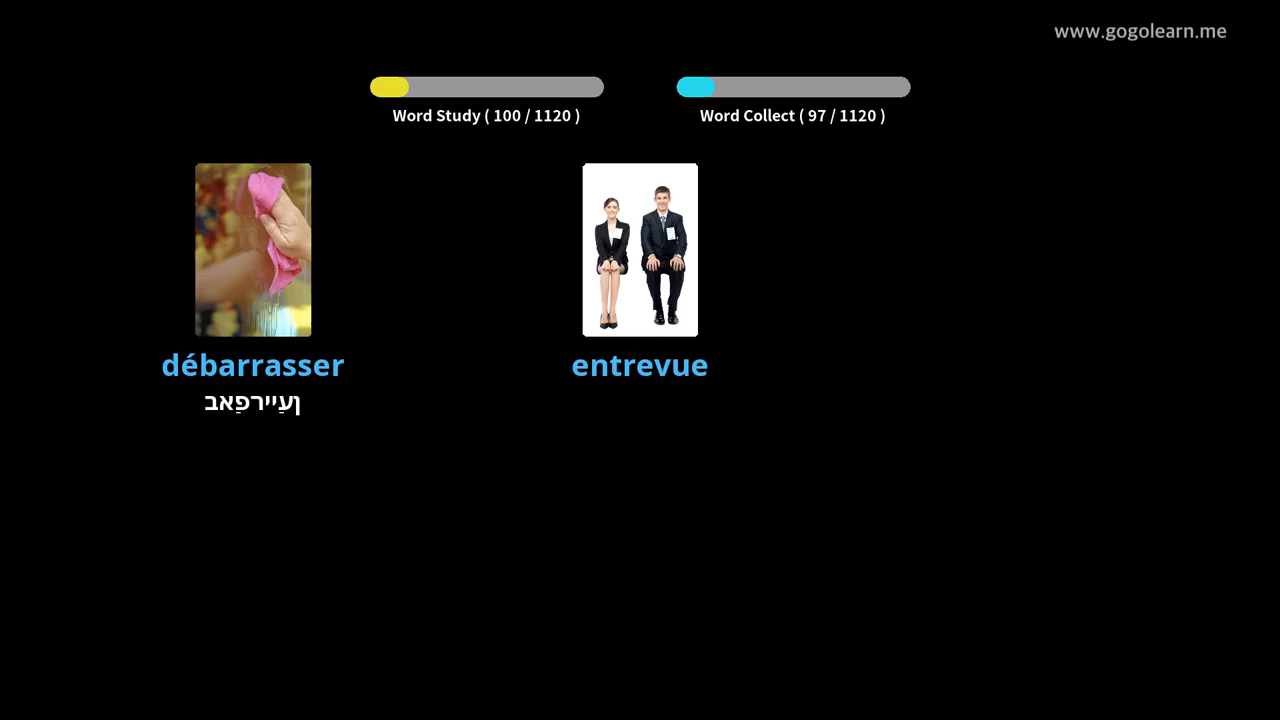 www.gogolearn.me
Word Study ( 100 / 1120 )
Word Collect ( 97 / 1120 )
débarrasser
ןעַיירפַאב
entrevue